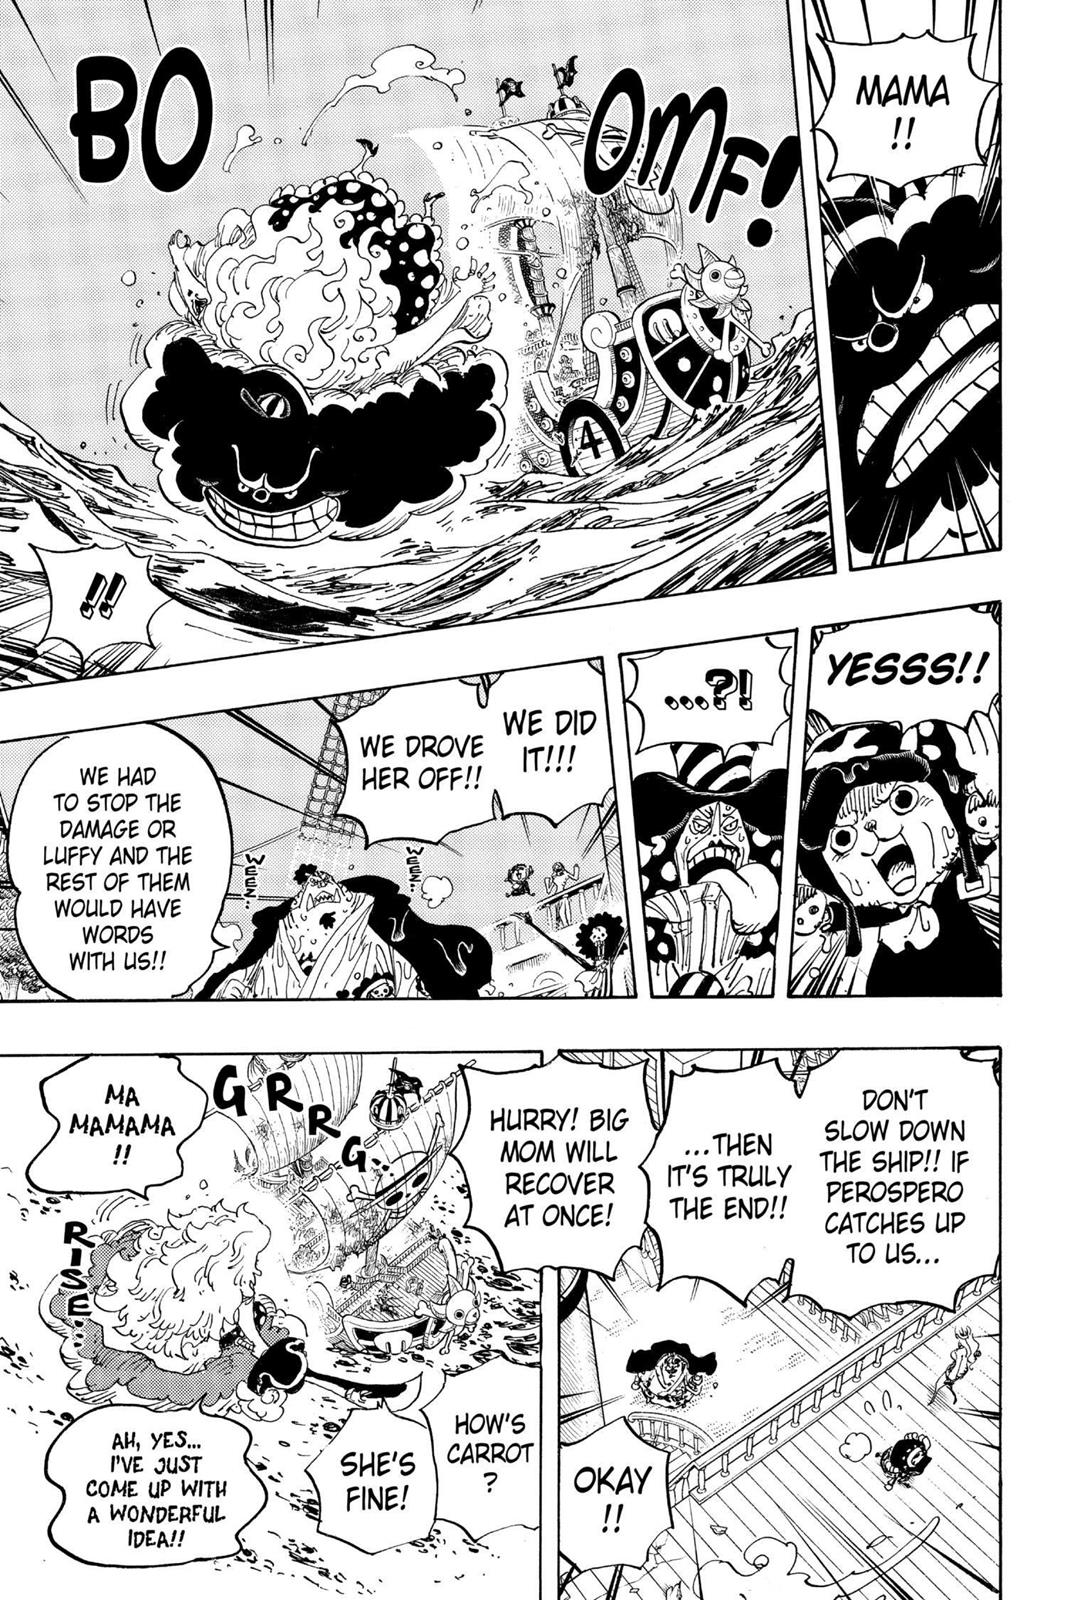 MAMA
!!
BO
OMF!
4
!!
YESSS!!
...?!
WE DID
IT!!!
WE DROVE
HER OFF!!
WEEZ..
WEEZ..
WE HAD
TO STOP THE
DAMAGE OR
LUFFY AND THE
REST OF THEM
WOULD HAVE
WORDS
WITH US!!
DON'T
SLOW DOWN
THE SHIP!! IF
PEROSPERO
CATCHES UP
TO US...
...THEN
IT'S TRULY
THE END!!
OKAY
!!
HURRY! BIG
MOM WILL
RECOVER
AT ONCE!
HOW'S
CARROT
?
SHE'S
FINE!
GRRG..
MA
MAMAMA
!!
RISE..
AH, YES...
I'VE JUST
COME UP WITH
A WONDERFUL
IDEA!!